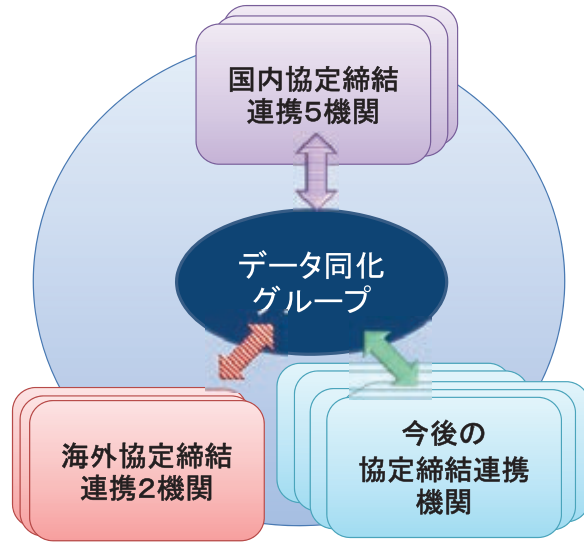 国内協定締結
連携5機関
データ同化
グループ
海外協定締結
連携2機関
今後の
協定締結連携
機関